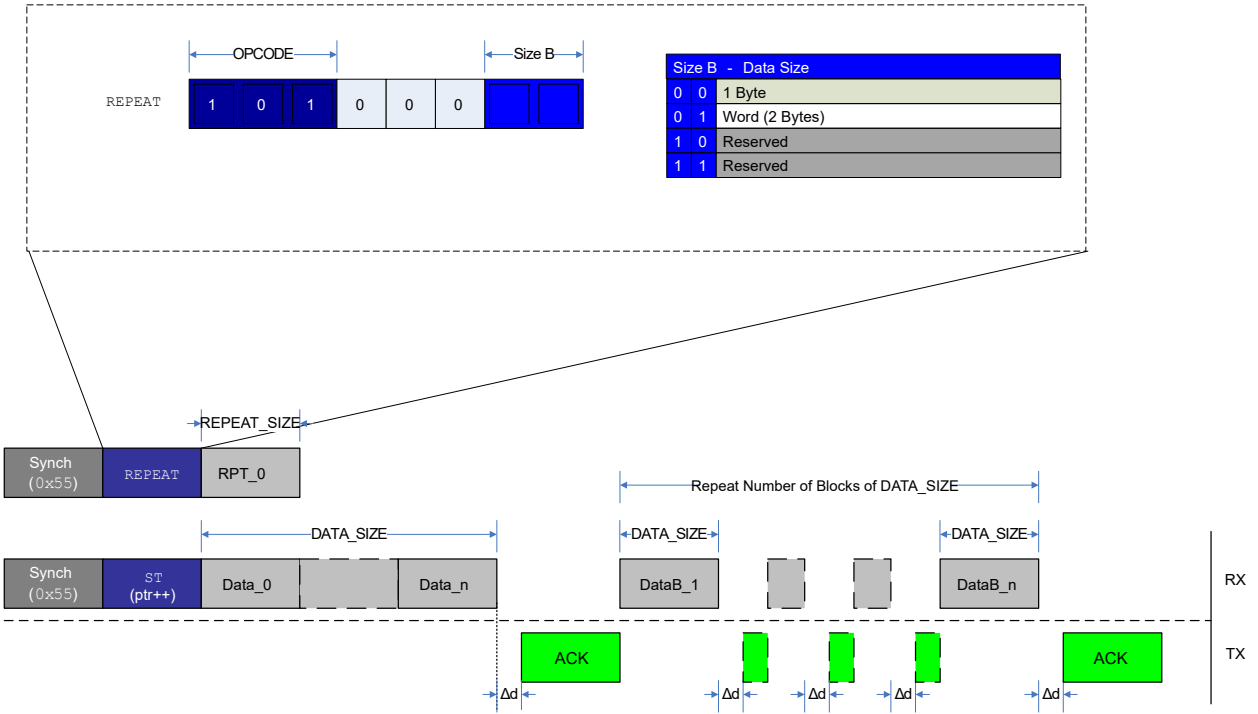 OPCODE
Size B
REPEAT
1 0 1 0 0 0
Size B - Data Size
0 0 1 Byte
0 1 Word (2 Bytes)
1 0 Reserved
1 1 Reserved
REPEAT_SIZE
Synch
(0x55)
REPEAT
RPT_0
Repeat Number of Blocks of DATA_SIZE
DATA_SIZE
DATA_SIZE
DATA_SIZE
Synch
(0x55)
ST
(ptr++)
Data_0
Data_n
DataB_1
DataB_n
RX
ACK
ACK
TX
Δd
Δd
Δd
Δd
Δd